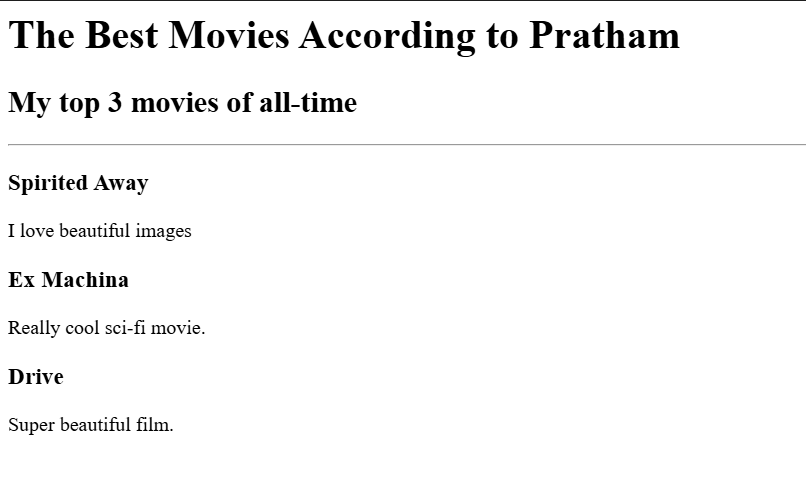 The Best Movies According to Pratham
My top 3 movies of all-time
Spirited Away
I love beautiful images
Ex Machina
Really cool sci-fi movie.
Drive
Super beautiful film.